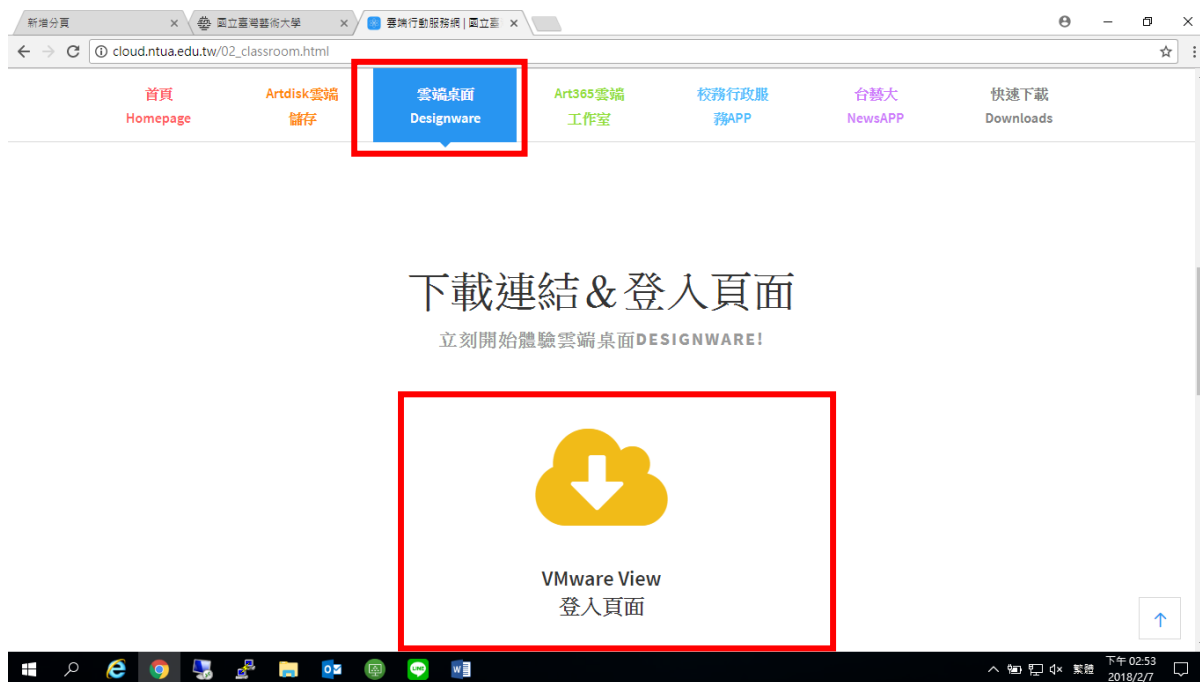 新增分頁
國立臺灣藝術大學
雲端行動服務網 | 國立臺
cloud.ntua.edu.tw/02_classroom.html
首頁
Homepage
Artdisk雲端
儲存
雲端桌面
Designware
Art365雲端
工作室
校務行政服
務APP
台藝大
NewsAPP
快速下載
Downloads
下載連結&登入頁面
立刻開始體驗雲端桌面DESIGNWARE!
VMware View
登入頁面
繁體
下午 02:53
2018/2/7